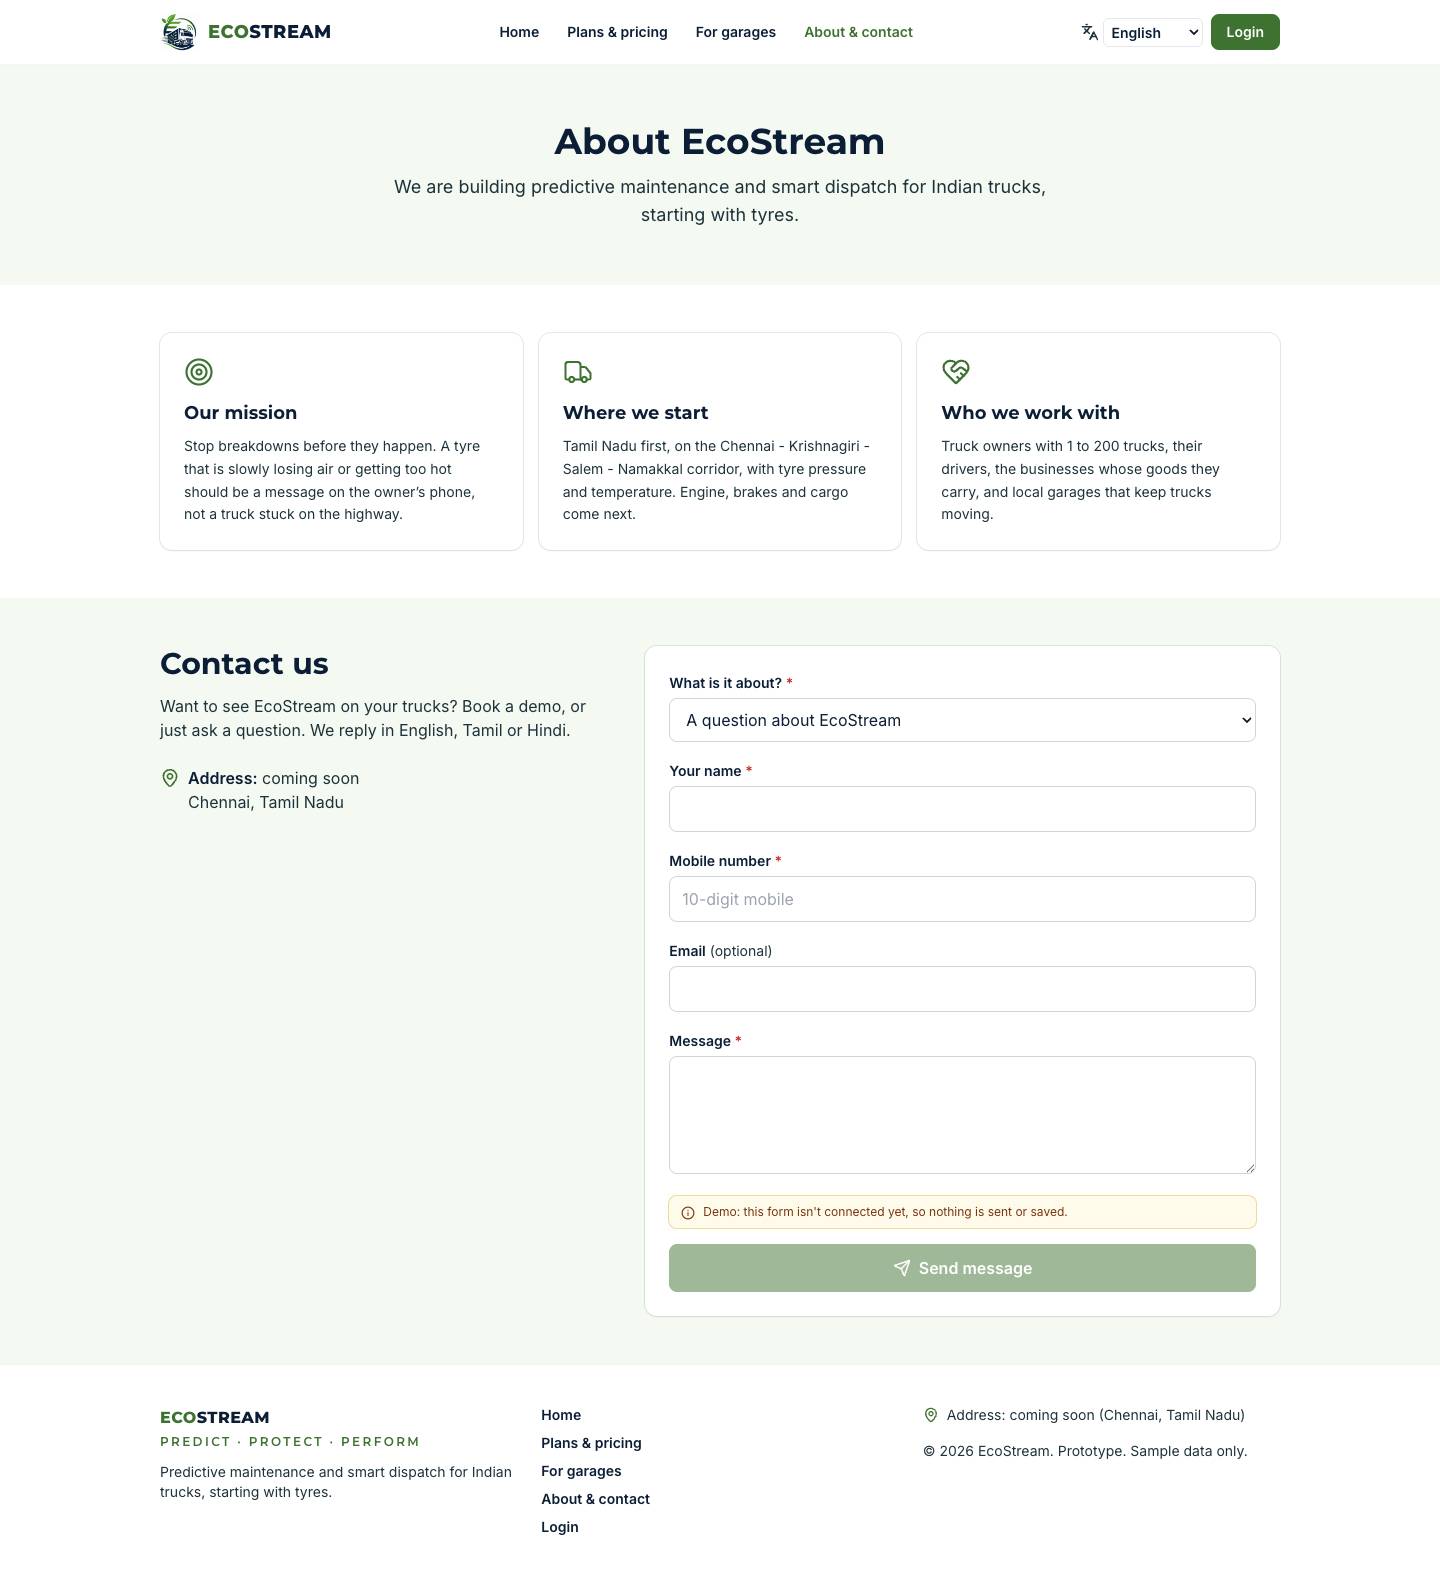 ECOSTREAM
Home
Plans & pricing
For garages
About & contact
English
Login
About EcoStream
We are building predictive maintenance and smart dispatch for Indian trucks,
starting with tyres.
Our mission
Stop breakdowns before they happen. A tyre
that is slowly losing air or getting too hot
should be a message on the owner’s phone,
not a truck stuck on the highway.
Where we start
Tamil Nadu first, on the Chennai - Krishnagiri -
Salem - Namakkal corridor, with tyre pressure
and temperature. Engine, brakes and cargo
come next.
Who we work with
Truck owners with 1 to 200 trucks, their
drivers, the businesses whose goods they
carry, and local garages that keep trucks
moving.
Contact us
Want to see EcoStream on your trucks? Book a demo, or
just ask a question. We reply in English, Tamil or Hindi.
Address: coming soon
Chennai, Tamil Nadu
What is it about? *
A question about EcoStream
Your name *
Mobile number *
10-digit mobile
Email (optional)
Message *
Demo: this form isn't connected yet, so nothing is sent or saved.
Send message
ECOSTREAM
PREDICT · PROTECT · PERFORM
Predictive maintenance and smart dispatch for Indian
trucks, starting with tyres.
Home
Plans & pricing
For garages
About & contact
Login
Address: coming soon (Chennai, Tamil Nadu)
© 2026 EcoStream. Prototype. Sample data only.